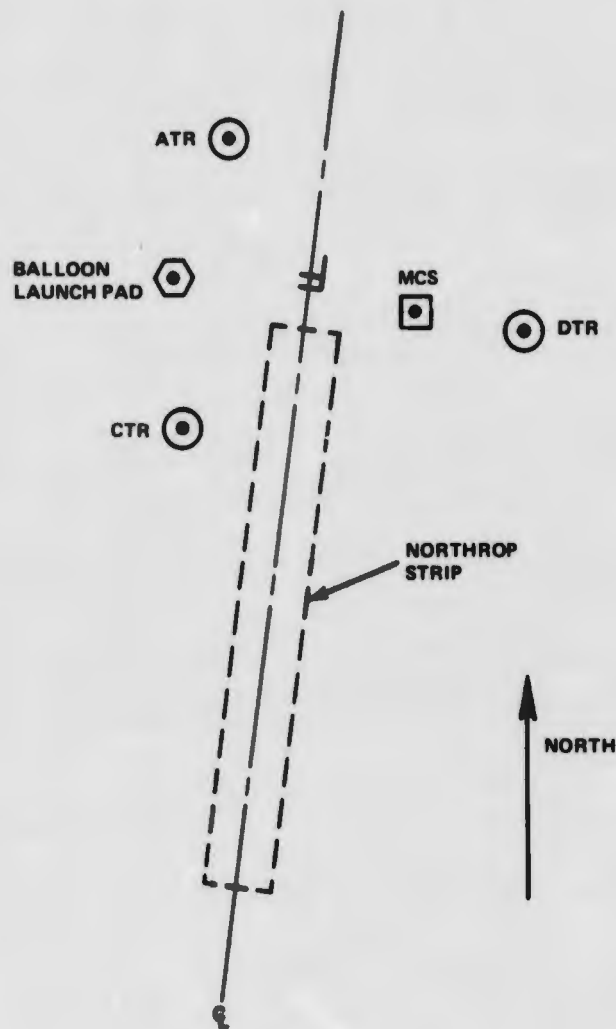 ATR
BALLOON
LAUNCH PAD
MCS
DTR
CTR
NORTHROP
STRIP
NORTH
℄